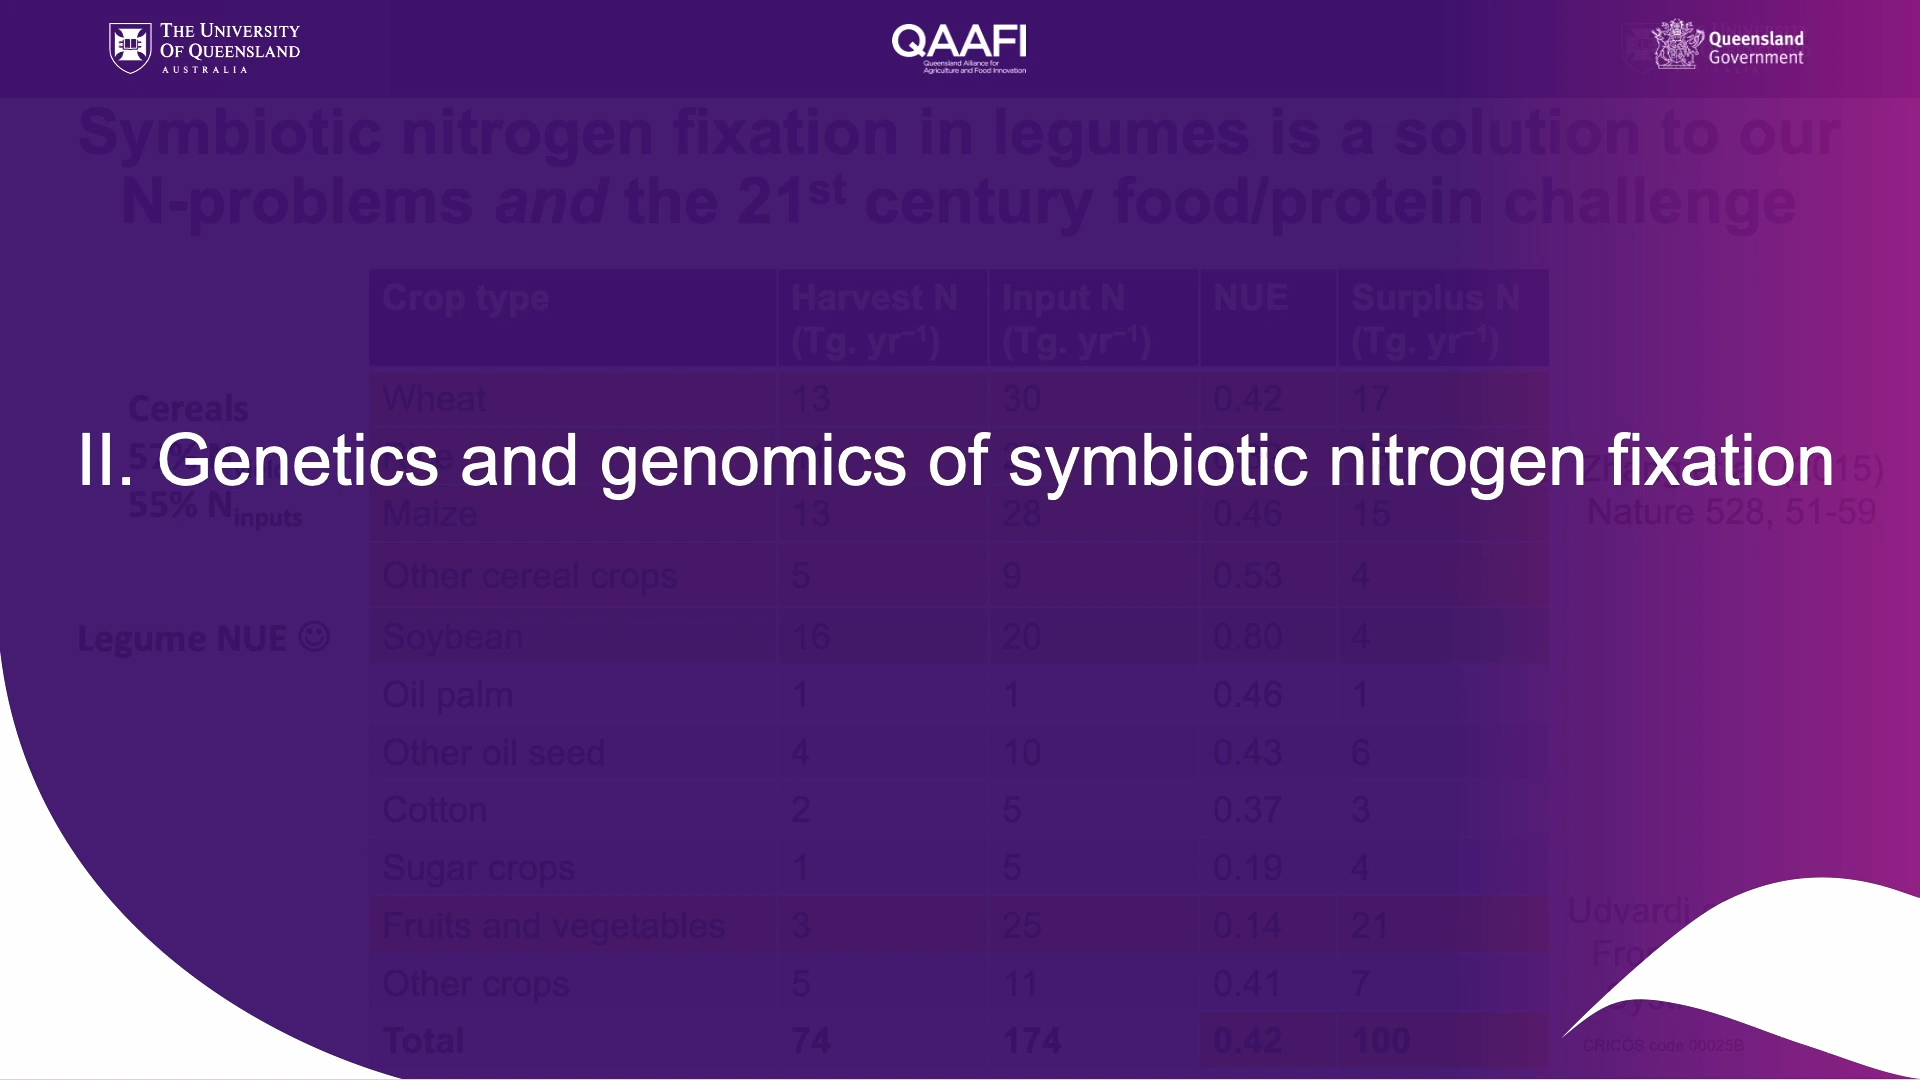 THE UNIVERSITY
OF QUEENSLAND
AUSTRALIA
QAAFI
Queensland Alliance for
Agriculture and Food Innovation
Queensland
Government
Symbiotic nitrogen fixation in legumes is a solution to our
N-problems and the 21st century food/protein challenge
Crop type Harvest N Input N NUE Surplus N
(Tg. yr⁻¹) (Tg. yr⁻¹) (Tg. yr⁻¹)
Wheat 13 30 0.42 17
Cereals
II. Genetics and genomics of symbiotic nitrogen fixation
55% Ninputs
Maize 13 28 0.46 15
Nature 528, 51-59
Other cereal crops 5 9 0.53 4
Legume NUE ☺
Soybean 16 20 0.80 4
Oil palm 1 1 0.46 1
Other oil seed 4 10 0.43 6
Cotton 2 5 0.37 3
Sugar crops 1 5 0.19 4
Fruits and vegetables 3 25 0.14 21
Udvardi
Other crops 5 11 0.41 7
Total 74 174 0.42 100
CRICOS code 00025B